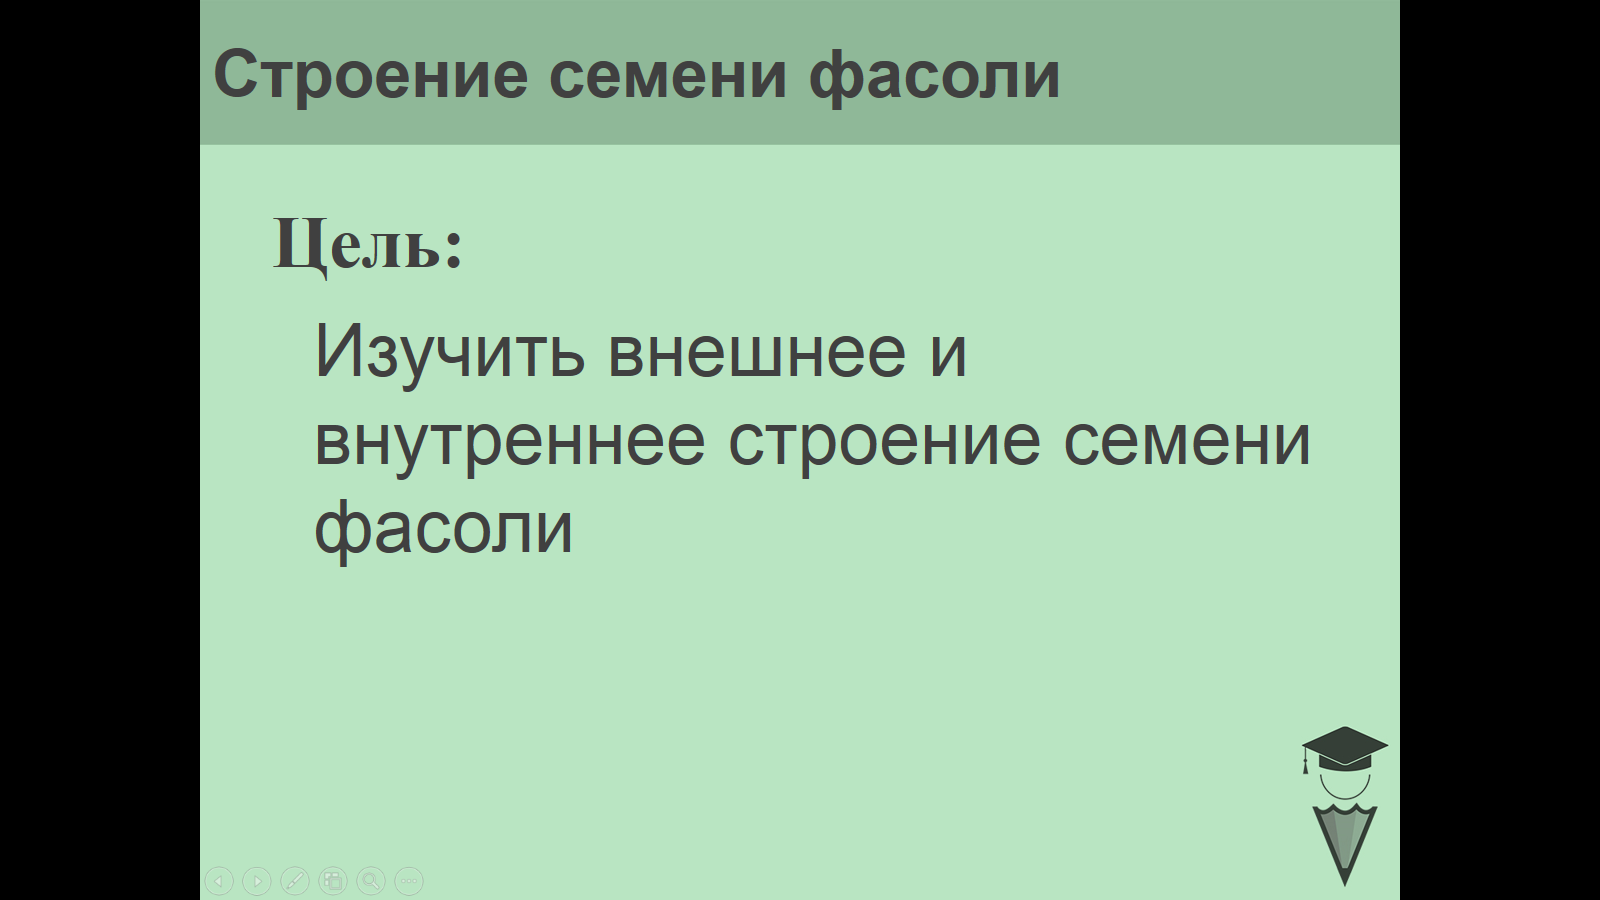 Строение семени фасоли
Цель:
Изучить внешнее и
внутреннее строение семени
фасоли